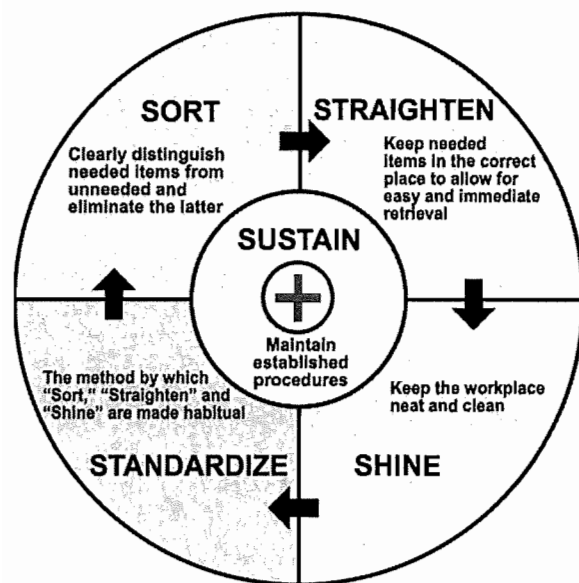 SORT
Clearly distinguish
needed items from
unneeded and
eliminate the latter
STRAIGHTEN
Keep needed
items in the correct
place to allow for
easy and immediate
retrieval
SUSTAIN
Maintain
established
procedures
The method by which
“Sort,” “Straighten” and
“Shine” are made habitual
STANDARDIZE
Keep the workplace
neat and clean
SHINE